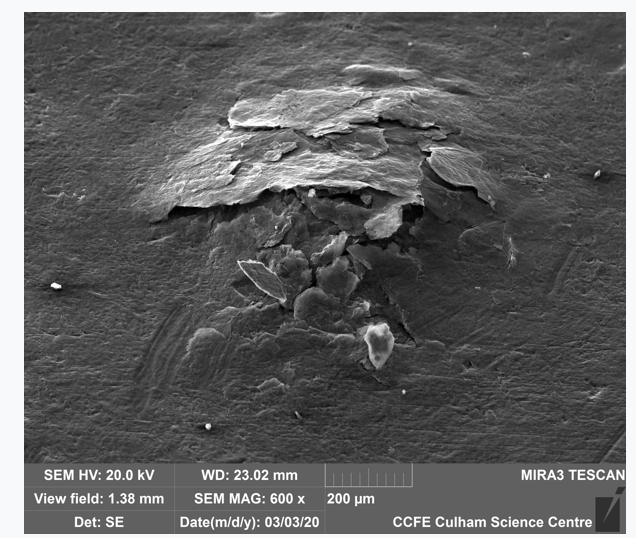 SEM HV: 20.0 kV WD: 23.02 mm MIRA3 TESCAN
View field: 1.38 mm SEM MAG: 600 x 200 µm
Det: SE Date(m/d/y): 03/03/20 CCFE Culham Science Centre